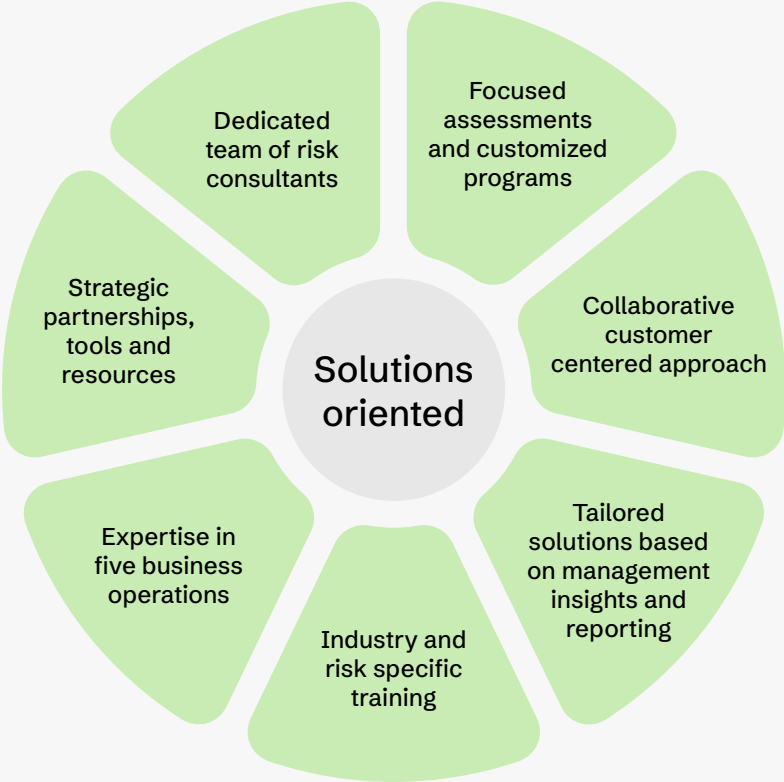 Dedicated
team of risk
consultants
Focused
assessments
and customized
programs
Strategic
partnerships,
tools and
resources
Collaborative
customer
centered approach
Solutions
oriented
Expertise in
five business
operations
Tailored
solutions based
on management
insights and
reporting
Industry and
risk specific
training